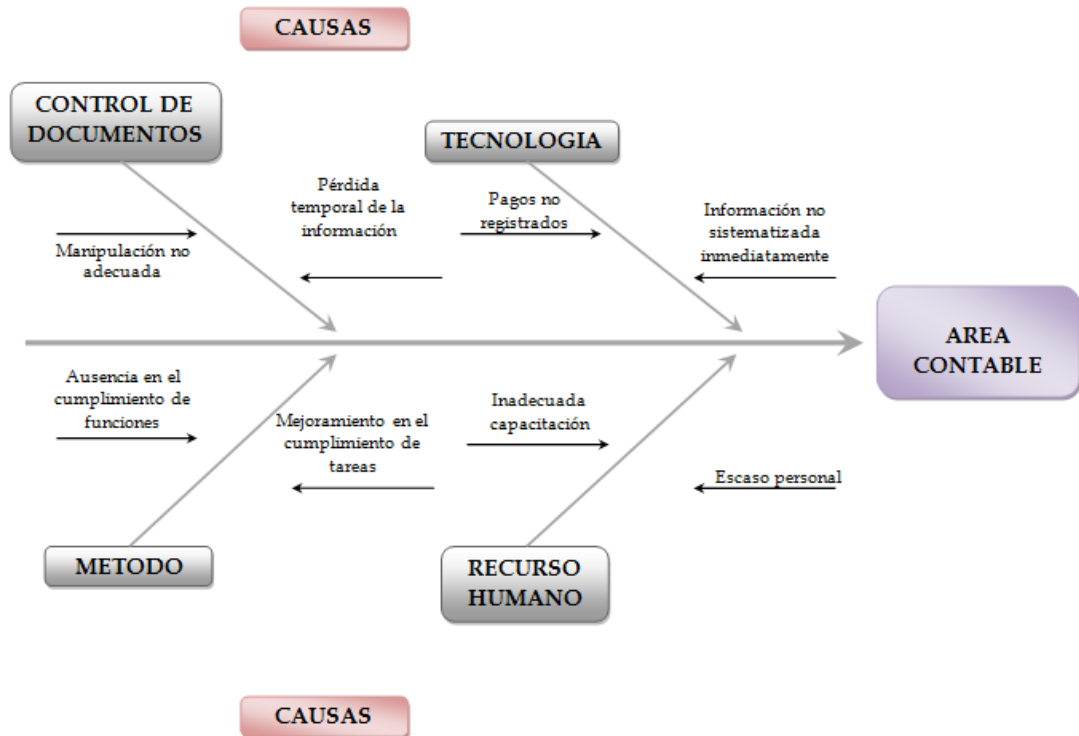 CAUSAS
CONTROL DE
DOCUMENTOS
TECNOLOGIA
Pérdida
temporal de la
información
Pagos no
registrados
Información no
sistematizada
inmediatamente
Manipulación no
adecuada
AREA
CONTABLE
Ausencia en el
cumplimiento de
funciones
Mejoramiento en el
cumplimiento de
tareas
Inadecuada
capacitación
Escaso personal
METODO
RECURSO
HUMANO
CAUSAS